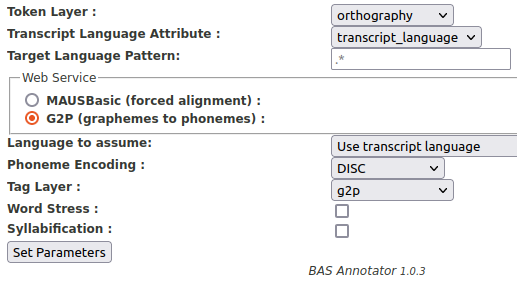 Token Layer : orthography
Transcript Language Attribute : transcript_language
Target Language Pattern: .*
Web Service
MAUSBasic (forced alignment) :
G2P (graphemes to phonemes) :
Language to assume: Use transcript language
Phoneme Encoding : DISC
Tag Layer : g2p
Word Stress :
Syllabification :
Set Parameters
BAS Annotator 1.0.3